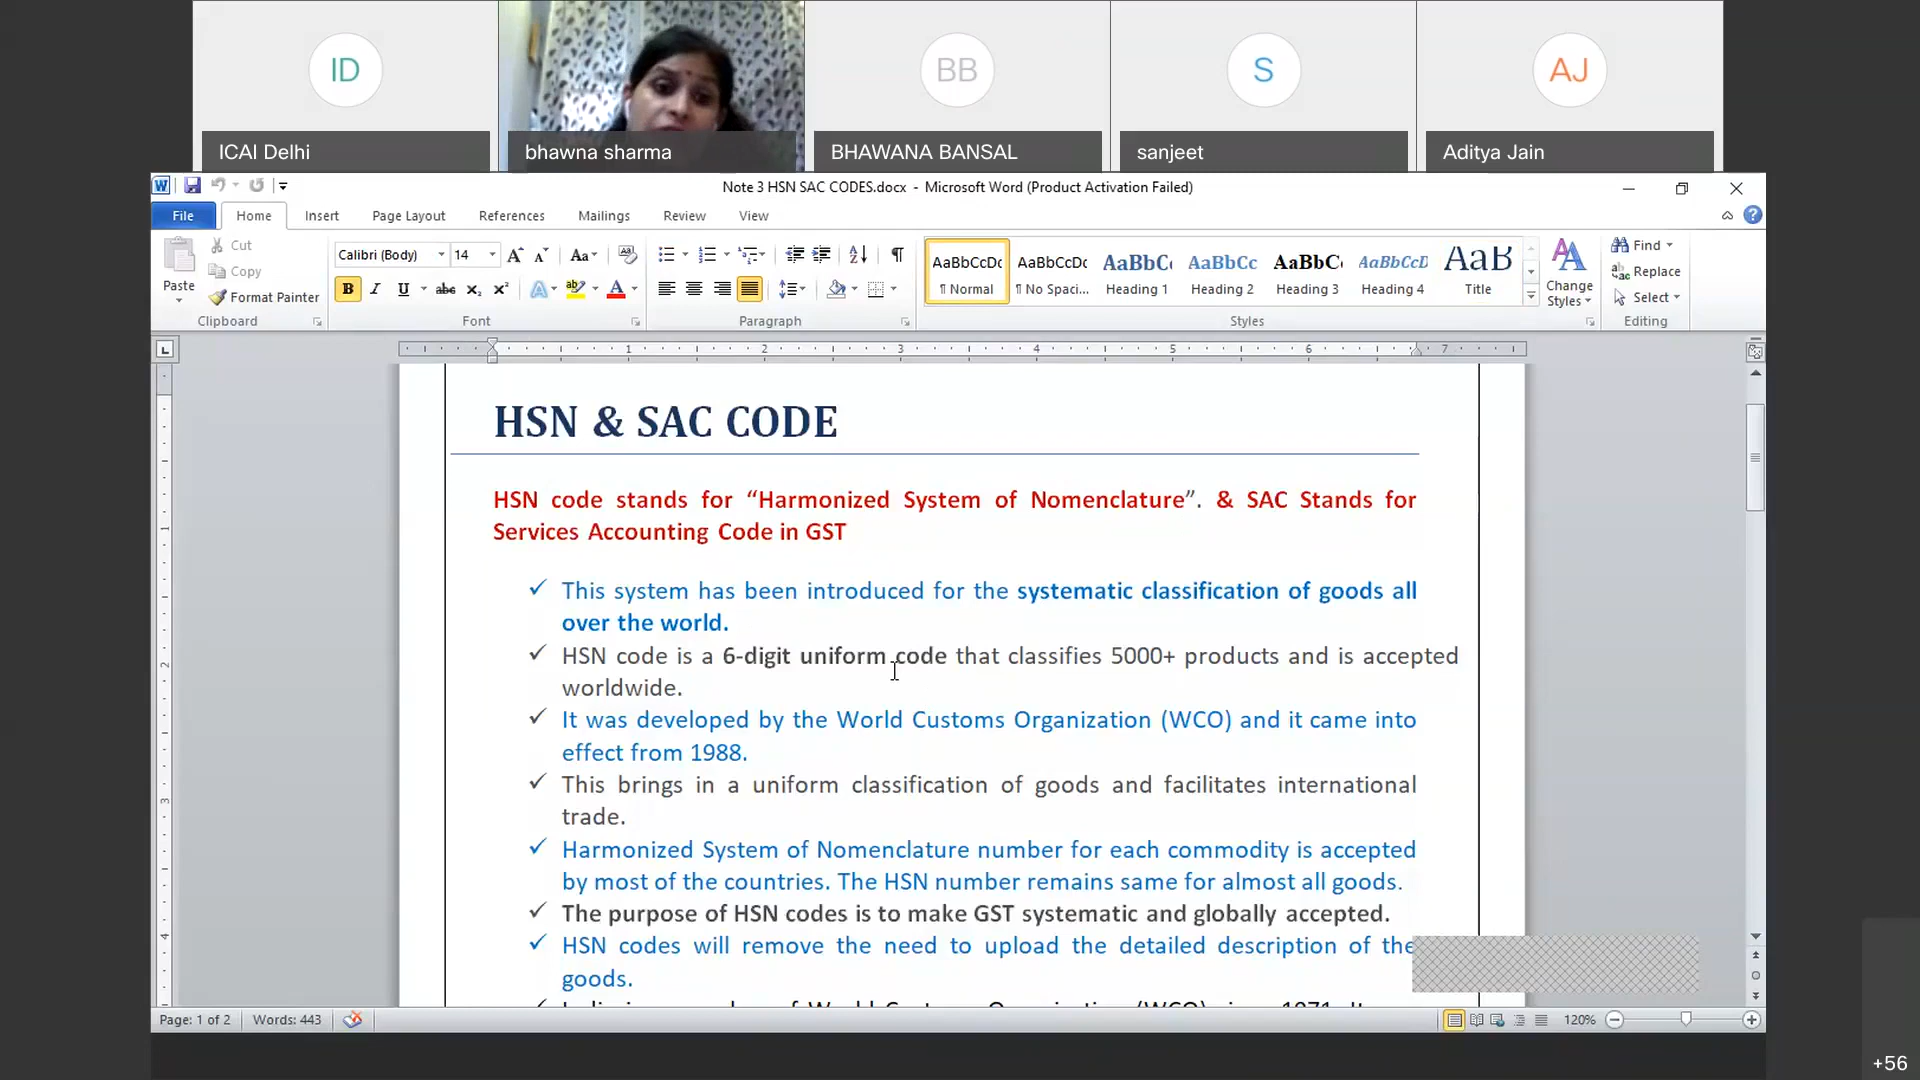 ID
BB
S
AJ
ICAI Delhi
bhawna sharma
BHAWANA BANSAL
sanjeet
Aditya Jain
Note 3 HSN SAC CODES.docx - Microsoft Word (Product Activation Failed)
File Home Insert Page Layout References Mailings Review View
Paste
Cut
Copy
Format Painter
Clipboard
Calibri (Body) 14
Font
Paragraph
AaBbCcDc AaBbCcDc AaBbC AaBbCc AaBbC AaBbCcD AaB
¶ Normal ¶ No Spaci... Heading 1 Heading 2 Heading 3 Heading 4 Title
Styles
Change
Styles
Find
Replace
Select
Editing
1 2 3 4 5 6 7
HSN & SAC CODE
HSN code stands for “Harmonized System of Nomenclature”. & SAC Stands for
Services Accounting Code in GST
✓ This system has been introduced for the systematic classification of goods all
over the world.
✓ HSN code is a 6-digit uniform code that classifies 5000+ products and is accepted
worldwide.
✓ It was developed by the World Customs Organization (WCO) and it came into
effect from 1988.
✓ This brings in a uniform classification of goods and facilitates international
trade.
✓ Harmonized System of Nomenclature number for each commodity is accepted
by most of the countries. The HSN number remains same for almost all goods.
✓ The purpose of HSN codes is to make GST systematic and globally accepted.
✓ HSN codes will remove the need to upload the detailed description of the
goods.
Page: 1 of 2 Words: 443
120%
+56